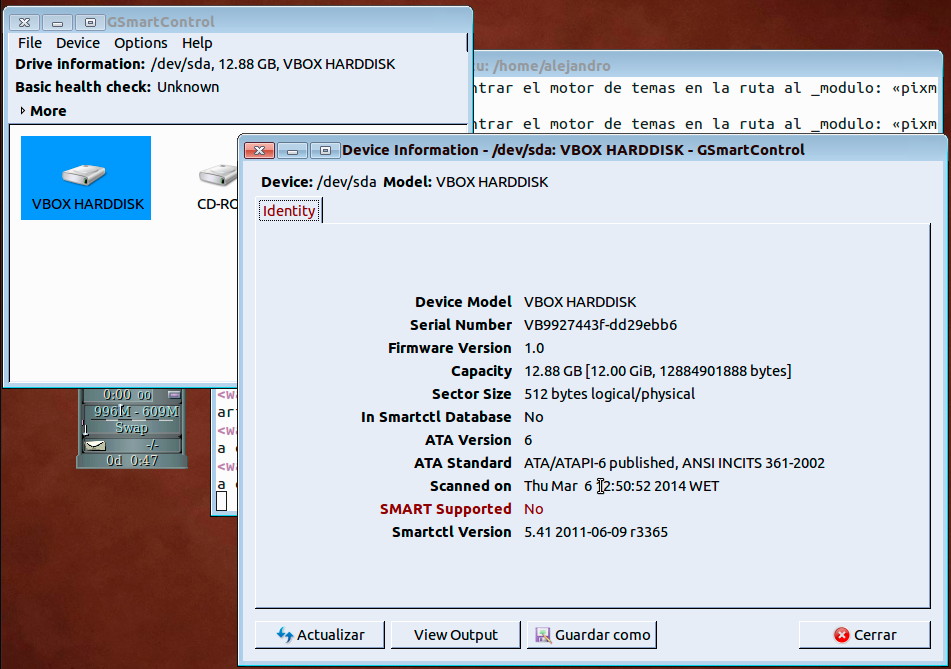 GSmartControl
File Device Options Help
Drive information: /dev/sda, 12.88 GB, VBOX HARDDISK
Basic health check: Unknown
More
VBOX HARDDISK
CD-RO
: /home/alejandro
ntrar el motor de temas en la ruta al _modulo: «pixm
ntrar el motor de temas en la ruta al _modulo: «pixm
Device Information - /dev/sda: VBOX HARDDISK - GSmartControl
Device: /dev/sda Model: VBOX HARDDISK
Identity
Device Model VBOX HARDDISK
Serial Number VB9927443f-dd29ebb6
Firmware Version 1.0
Capacity 12.88 GB [12.00 GiB, 12884901888 bytes]
Sector Size 512 bytes logical/physical
In Smartctl Database No
ATA Version 6
ATA Standard ATA/ATAPI-6 published, ANSI INCITS 361-2002
Scanned on Thu Mar 6 2:50:52 2014 WET
SMART Supported No
Smartctl Version 5.41 2011-06-09 r3365
Actualizar View Output Guardar como Cerrar
0:00 00
996M - 609M
Swap
-/-
0d 0:47
<Wa
ar
<Wa
a c
<Wa
a c